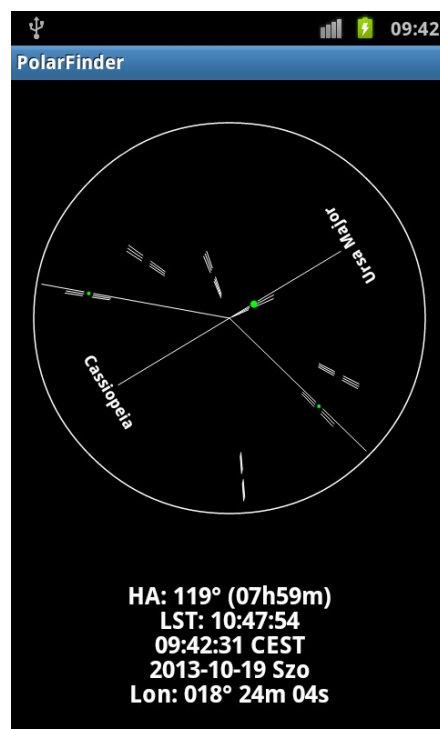 09:42
PolarFinder
Ursa Major
Cassiopeia
HA: 119° (07h59m)
LST: 10:47:54
09:42:31 CEST
2013-10-19 Szo
Lon: 018° 24m 04s